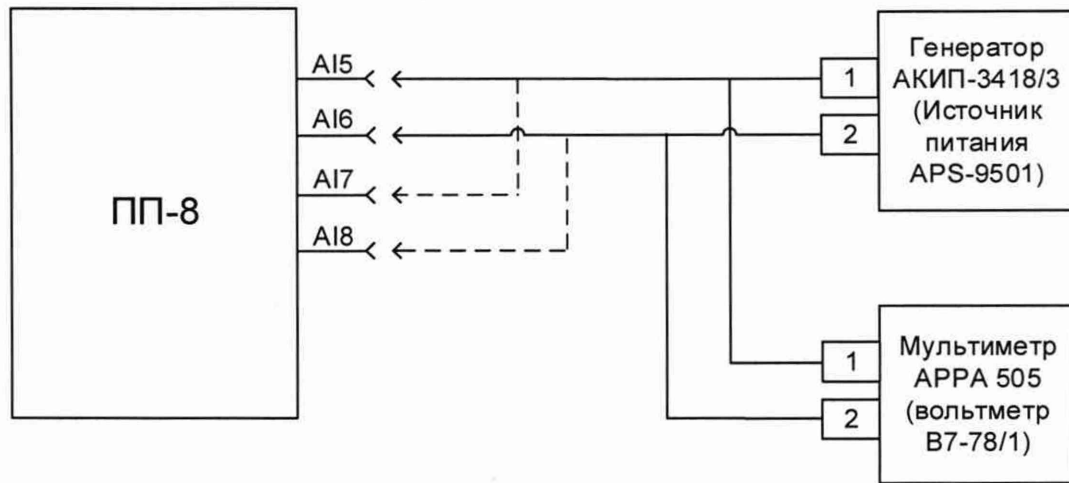 ПП-8
AI5
AI6
AI7
AI8
1
2
Генератор
АКИП-3418/3
(Источник
питания
APS-9501)
1
2
Мультиметр
APPA 505
(вольтметр
В7-78/1)